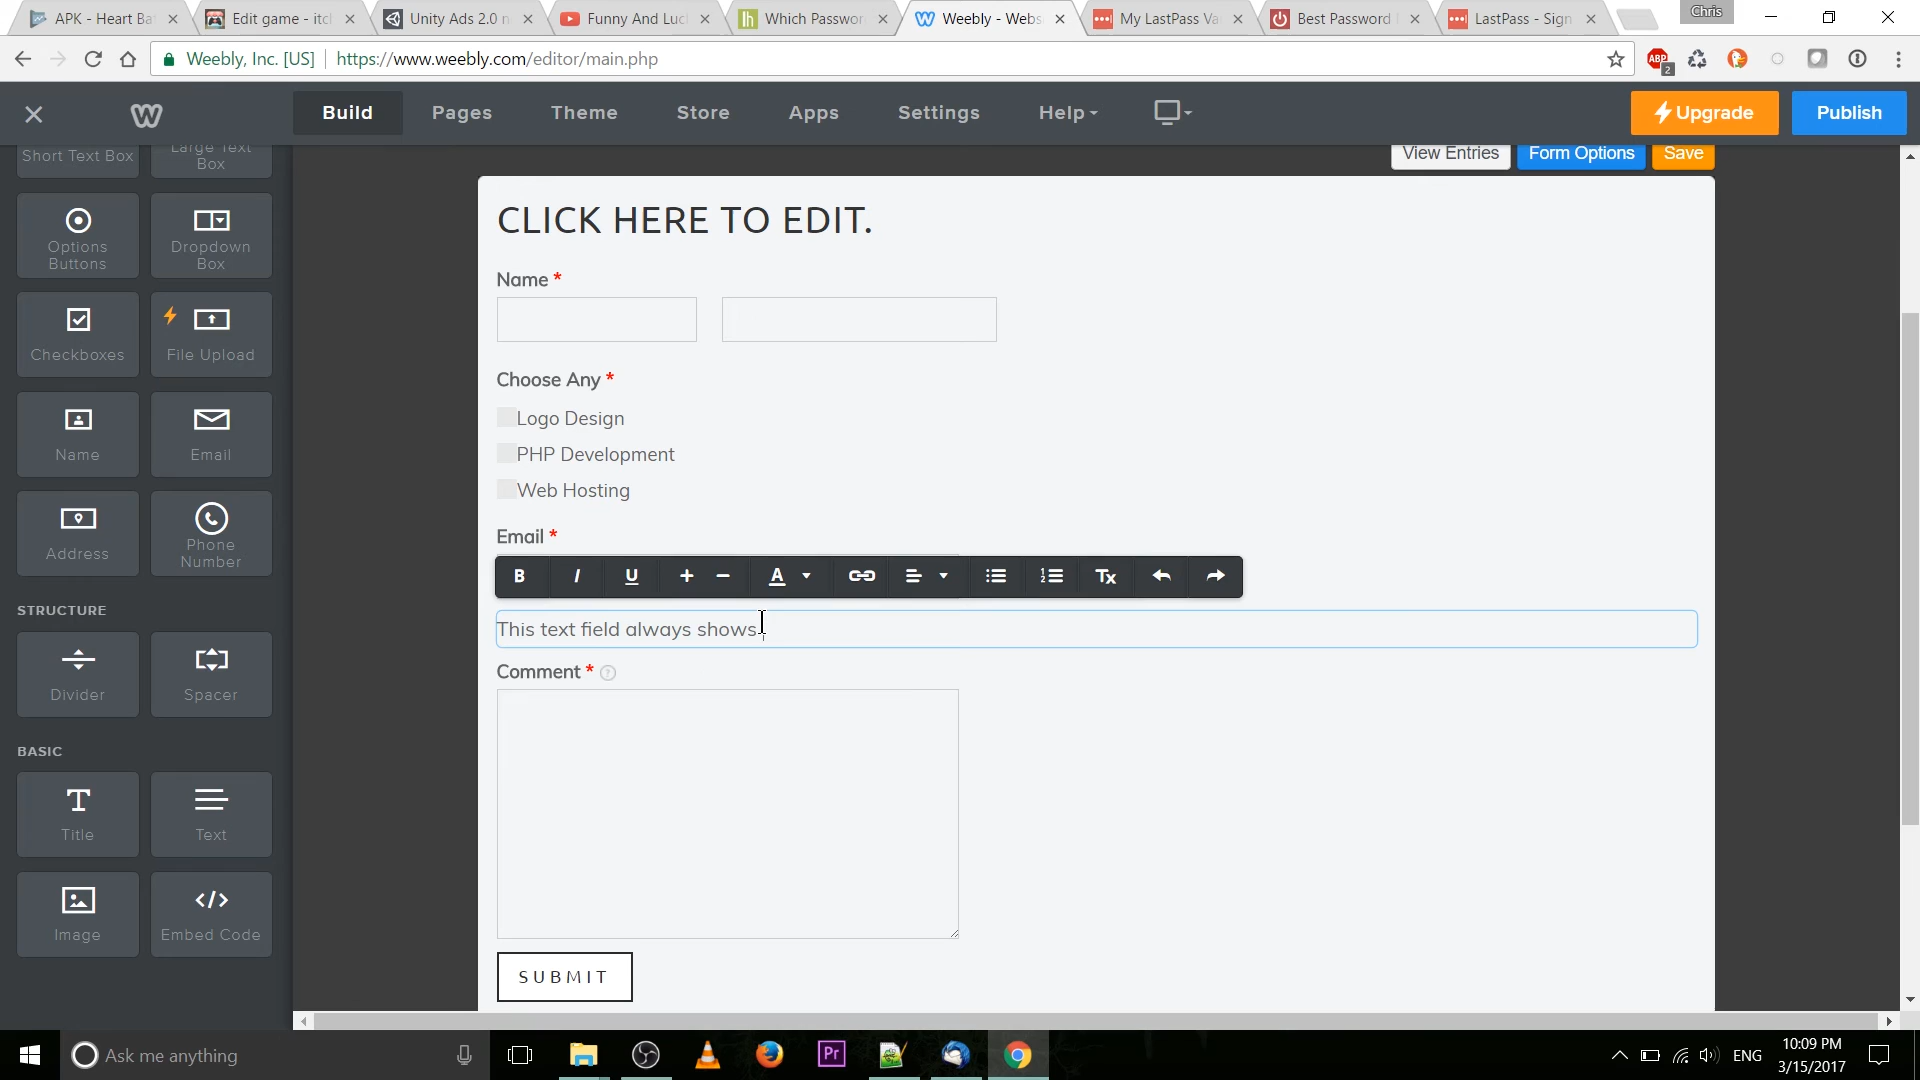 APK - Heart Ba
Edit game - itc
Unity Ads 2.0 n
Funny And Luc
Which Passwor
Weebly - Webs
My LastPass Va
Best Password
LastPass - Sign
Chris
Weebly, Inc. [US] https://www.weebly.com/editor/main.php
ABP
2
Build
Pages
Theme
Store
Apps
Settings
Help
Upgrade
Publish
Short Text Box
Large Text
Box
View Entries
Form Options
Save
CLICK HERE TO EDIT.
Options
Buttons
Dropdown
Box
Name *
Checkboxes
File Upload
Choose Any *
Logo Design
PHP Development
Web Hosting
Name
Email
Email *
Address
Phone
Number
B I U + − A Tx
STRUCTURE
This text field always shows
Divider
Spacer
Comment * ?
BASIC
Title
Text
Image
Embed Code
SUBMIT
Ask me anything
Pr
ENG
10:09 PM
3/15/2017